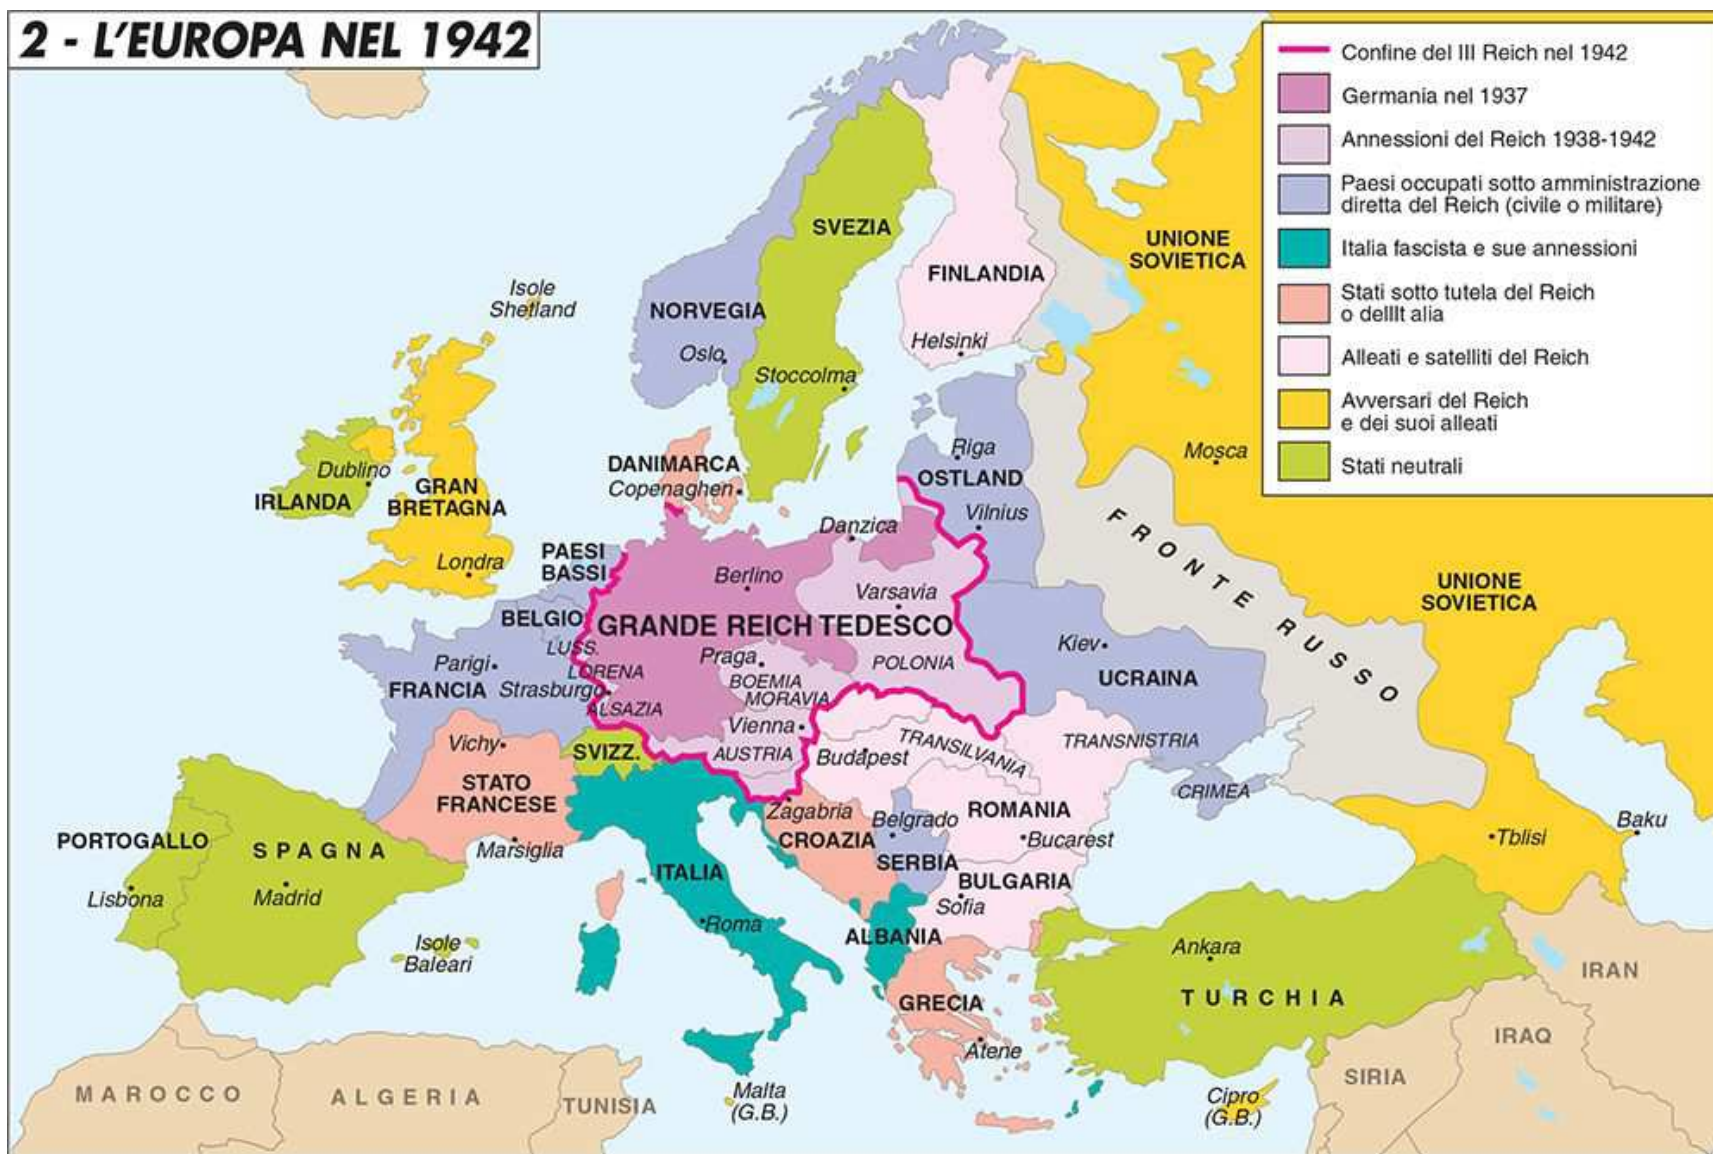 2 - L'EUROPA NEL 1942
Confine del III Reich nel 1942
Germania nel 1937
Annessioni del Reich 1938-1942
Paesi occupati sotto amministrazione
diretta del Reich (civile o militare)
Italia fascista e sue annessioni
Stati sotto tutela del Reich
o dellIt alia
Alleati e satelliti del Reich
Avversari del Reich
e dei suoi alleati
Stati neutrali
SVEZIA
UNIONE
SOVIETICA
FINLANDIA
Isole
Shetland
NORVEGIA
Oslo
Helsinki
Stoccolma
Mosca
Riga
DANIMARCA
Copenaghen
OSTLAND
Dublino
IRLANDA
GRAN
BRETAGNA
Vilnius
Danzica
FRONTE RUSSO
Londra
PAESI
BASSI
Berlino
Varsavia
UNIONE
SOVIETICA
BELGIO
GRANDE REICH TEDESCO
LUSS.
Kiev
Parigi
LORENA
Praga
POLONIA
FRANCIA
Strasburgo
BOEMIA
MORAVIA
UCRAINA
ALSAZIA
Vienna
Vichy
SVIZZ.
AUSTRIA
Budapest
TRANSILVANIA
TRANSNISTRIA
STATO
FRANCESE
CRIMEA
Zagabria
Belgrado
ROMANIA
Baku
PORTOGALLO
SPAGNA
Marsiglia
CROAZIA
Bucarest
Tblisi
ITALIA
SERBIA
BULGARIA
Lisbona
Madrid
Sofia
Roma
ALBANIA
Isole
Baleari
Ankara
IRAN
GRECIA
TURCHIA
IRAQ
Atene
MAROCCO
ALGERIA
TUNISIA
Malta
(G.B.)
Cipro
(G.B.)
SIRIA